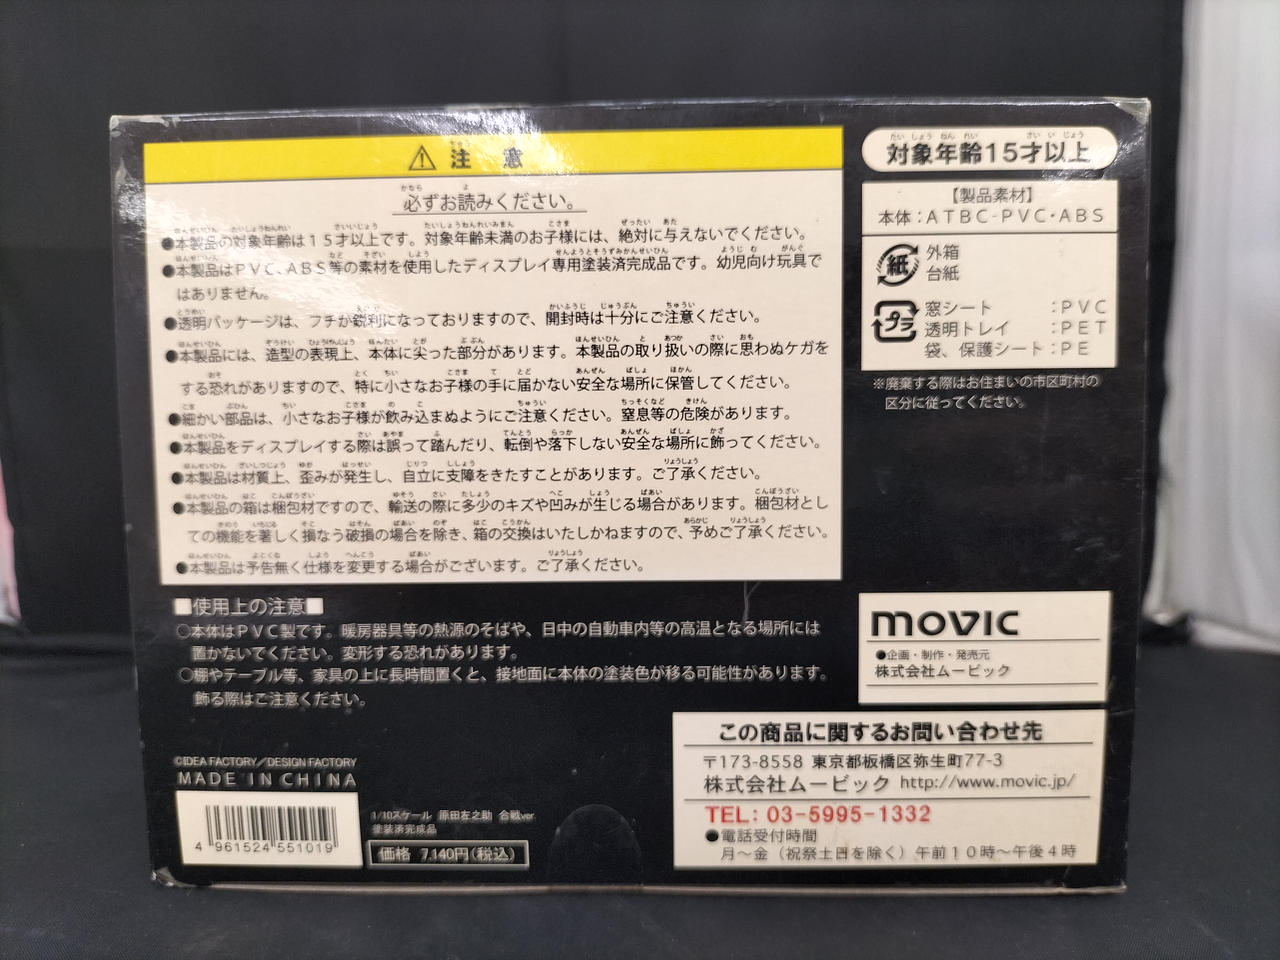 ⚠注意
必ずお読みください。
●本製品の対象年齢は15才以上です。対象年齢未満のお子様には、絶対に与えないでください。
●本製品はPVC、ABS等の素材を使用したディスプレイ専用塗装済完成品です。幼児向け玩具で
はありません。
●透明パッケージは、フチが鋭利になっておりますので、開封時は十分にご注意ください。
●本製品には、造型の表現上、本体に尖った部分があります。本製品の取り扱いの際に思わぬケガを
する恐れがありますので、特に小さなお子様の手に届かない安全な場所に保管してください。
●細かい部品は、小さなお子様が飲み込まぬようにご注意ください。窒息等の危険があります。
●本製品をディスプレイする際は誤って踏んだり、転倒や落下しない安全な場所に飾ってください。
●本製品は材質上、歪みが発生し、自立に支障をきたすことがあります。ご了承ください。
●本製品の箱は梱包材ですので、輸送の際に多少のキズや凹みが生じる場合があります。梱包材とし
ての機能を著しく損なう破損の場合を除き、箱の交換はいたしかねますので、予めご了承ください。
●本製品は予告無く仕様を変更する場合がございます。ご了承ください。
■使用上の注意■
○本体はPVC製です。暖房器具等の熱源のそばや、日中の自動車内等の高温となる場所には
置かないでください。変形する恐れがあります。
○棚やテーブル等、家具の上に長時間置くと、接地面に本体の塗装色が移る可能性があります。
飾る際はご注意ください。
©IDEA FACTORY/DESIGN FACTORY
MADE IN CHINA
4 961524 551019
1/10スケール 原田左之助 合戦ver
塗装済完成品
価格 7,140円(税込)
対象年齢15才以上
【製品素材】
本体:ATBC-PVC・ABS
紙
外箱
台紙
プラ
窓シート :PVC
透明トレイ :PET
袋、保護シート:PE
※廃棄する際はお住まいの市区町村の
区分に従ってください。
movic
●企画・制作・発売元
株式会社ムービック
この商品に関するお問い合わせ先
〒173-8558 東京都板橋区弥生町77-3
株式会社ムービック http://www.movic.jp/
TEL: 03-5995-1332
●電話受付時間
月～金(祝祭土日を除く)午前10時～午後4時